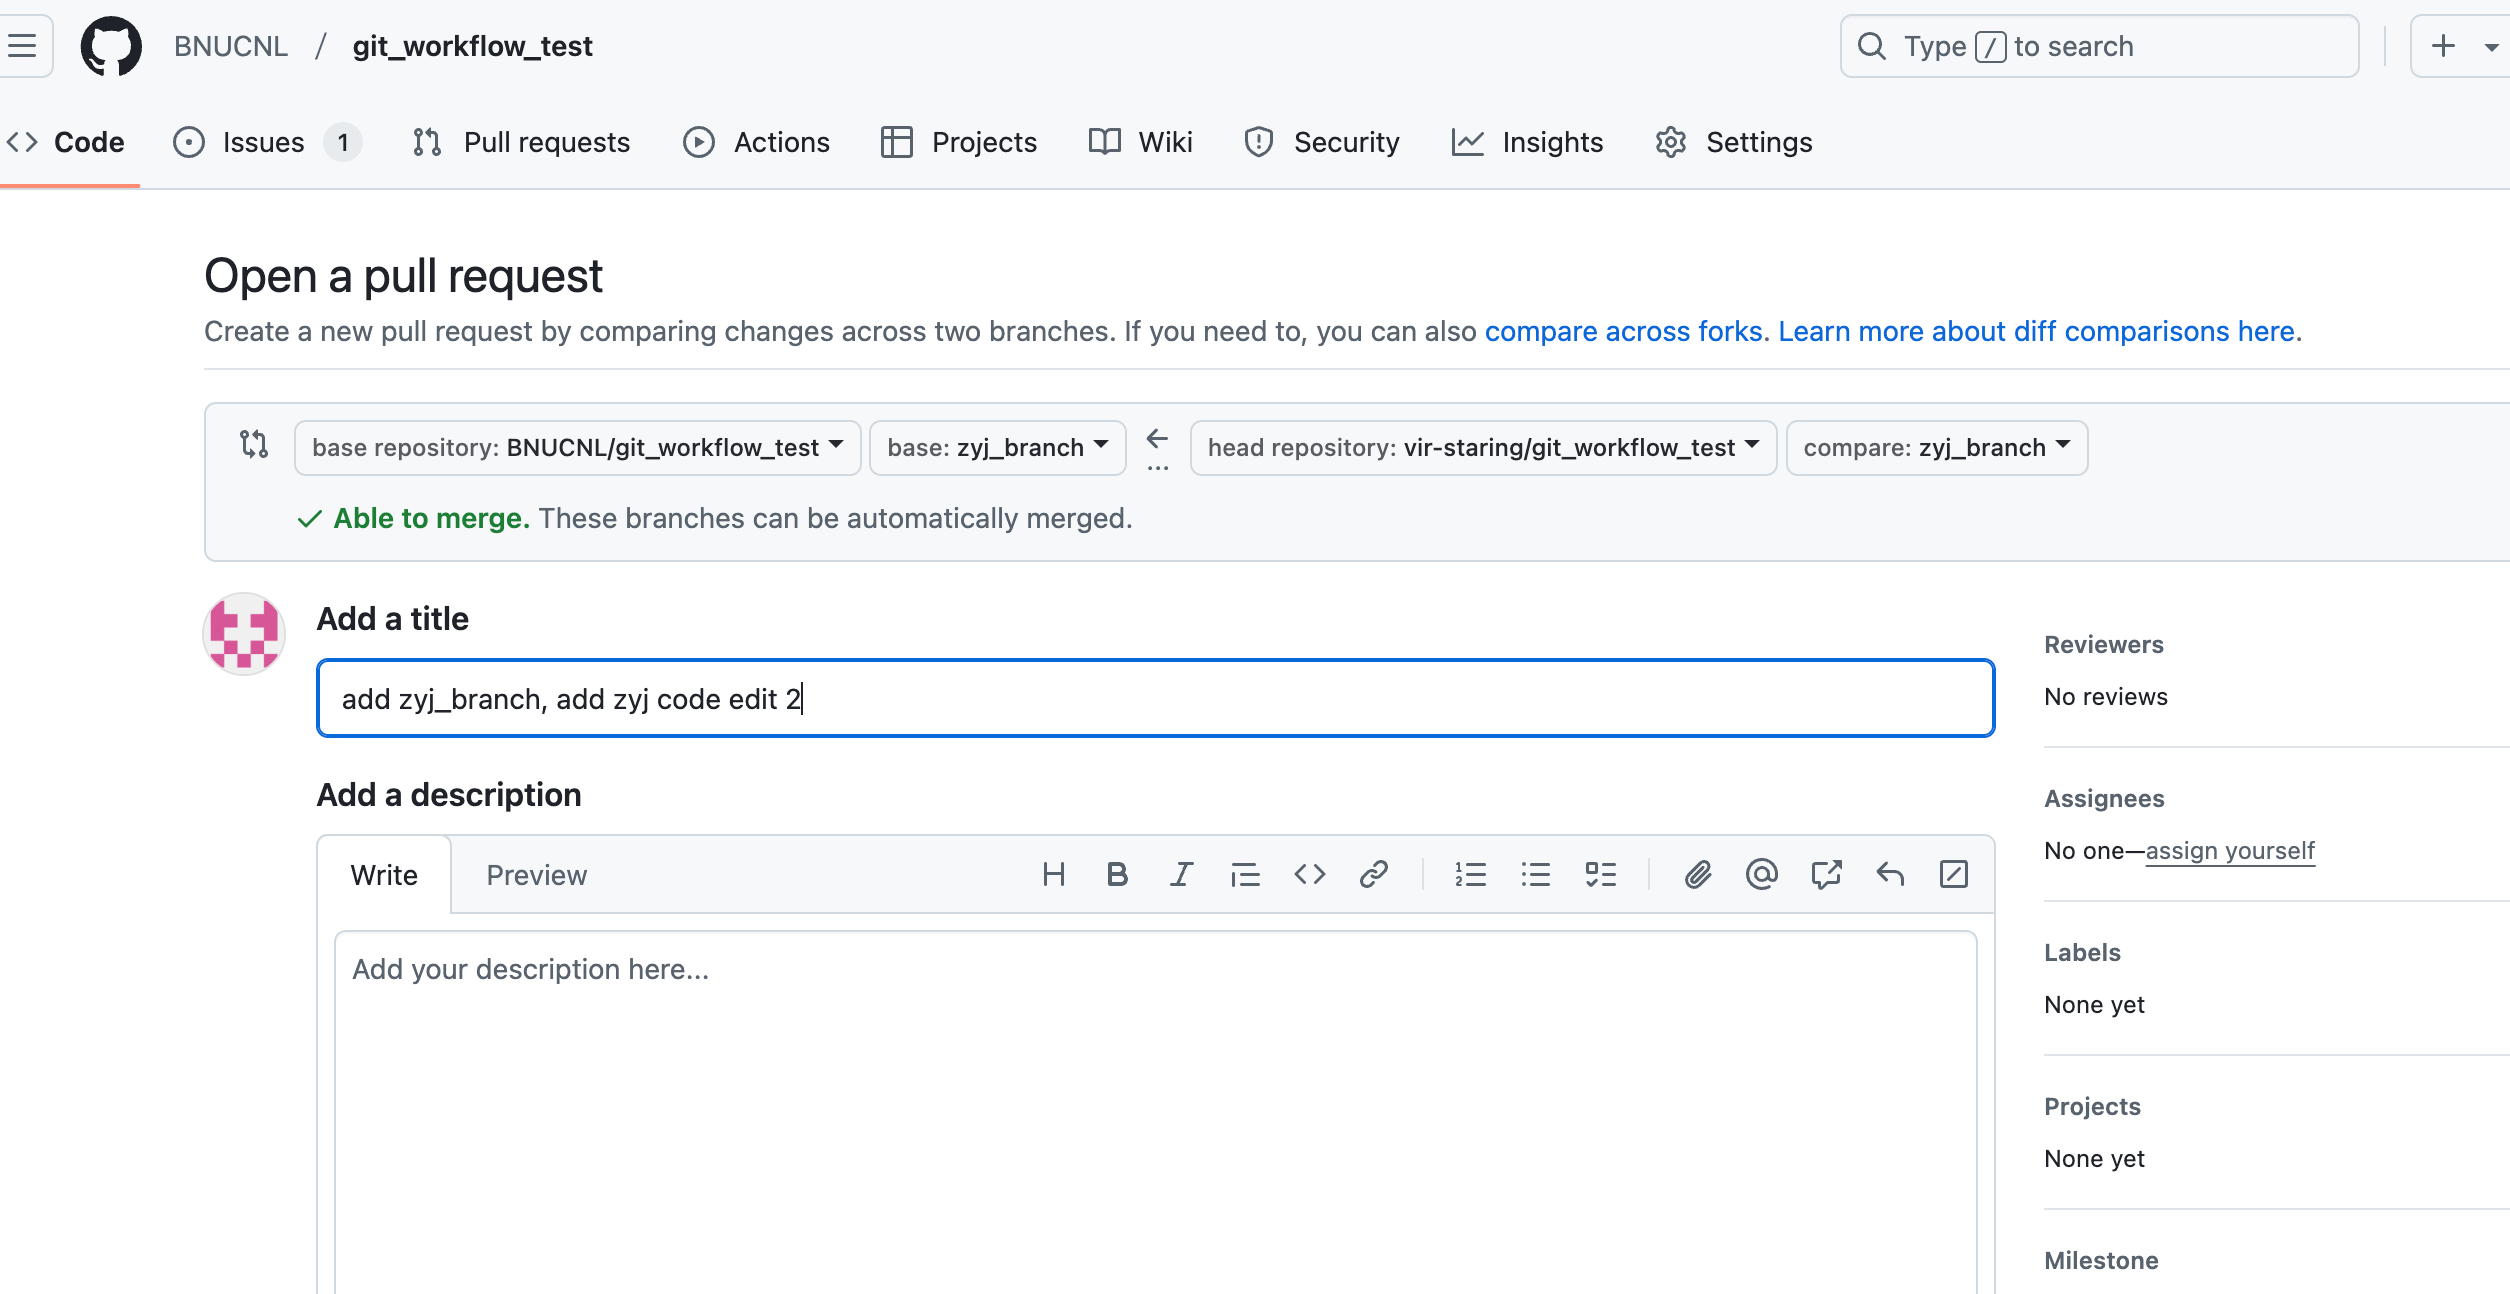 BNUCNL / git_workflow_test
Type / to search
Code Issues 1 Pull requests Actions Projects Wiki Security Insights Settings
Open a pull request
Create a new pull request by comparing changes across two branches. If you need to, you can also compare across forks. Learn more about diff comparisons here.
base repository: BNUCNL/git_workflow_test base: zyj_branch ... head repository: vir-staring/git_workflow_test compare: zyj_branch
Able to merge. These branches can be automatically merged.
Add a title
add zyj_branch, add zyj code edit 2
Add a description
Write Preview
Add your description here...
Reviewers
No reviews
Assignees
No one—assign yourself
Labels
None yet
Projects
None yet
Milestone